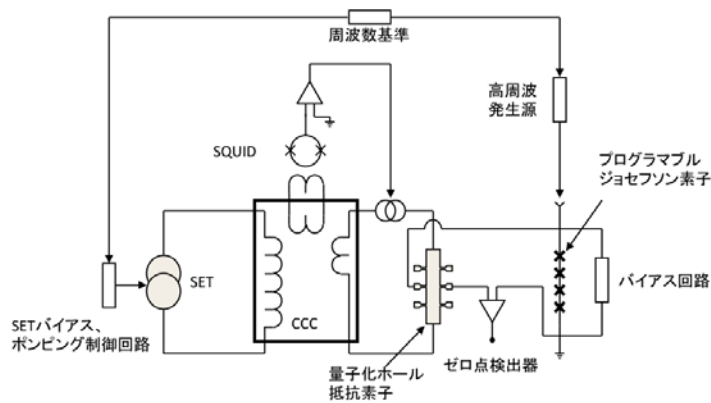 周波数基準
高周波
発生源
SQUID
プログラマブル
ジョセフソン素子
SET
バイアス回路
CCC
SETバイアス、
ポンピング制御回路
ゼロ点検出器
量子化ホール
抵抗素子